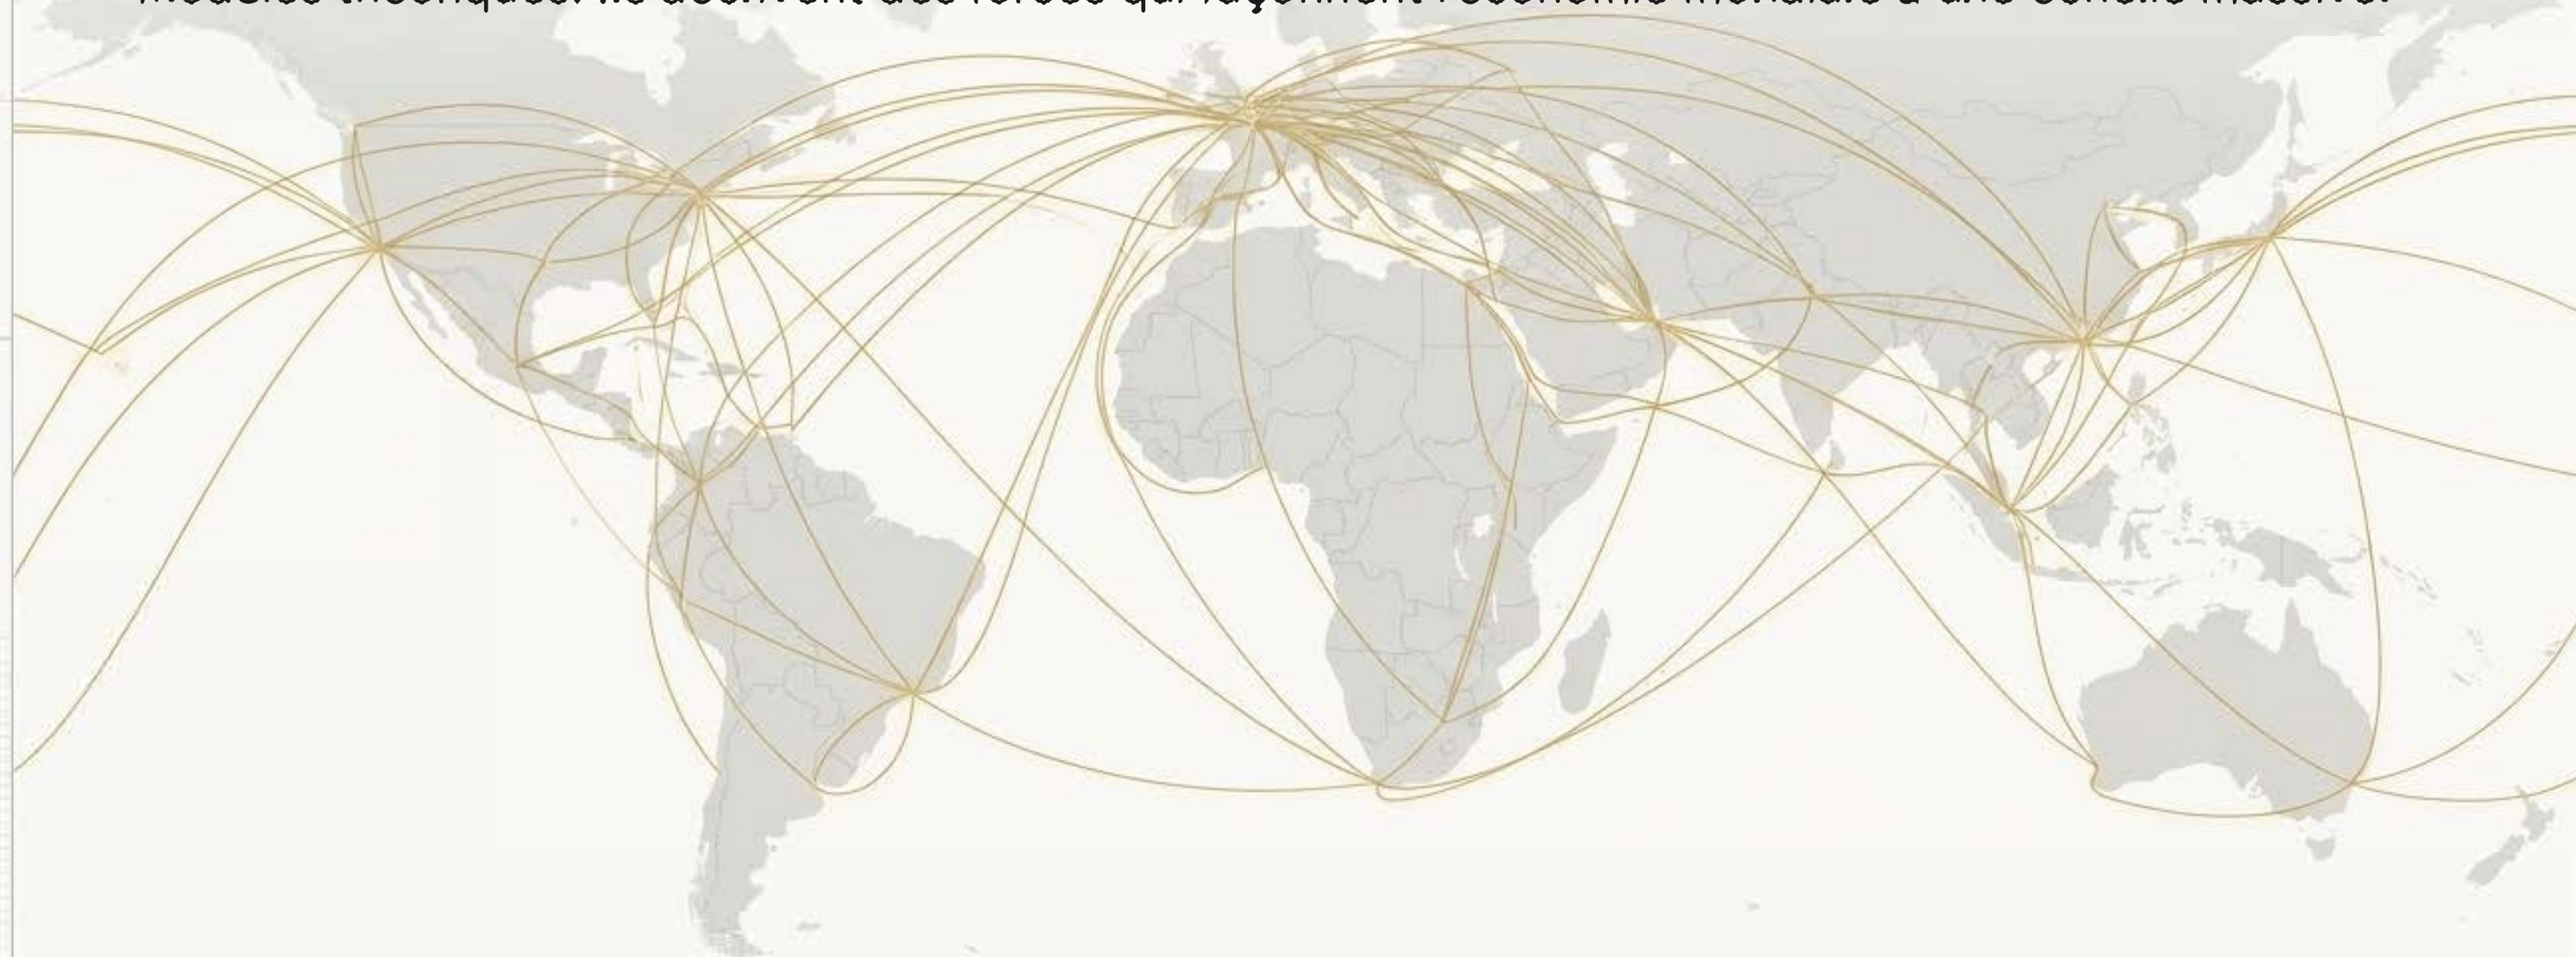 modèles théoriques. Ils décrivent des forces qui façonnent l'économie mondiale à une échelle massive.